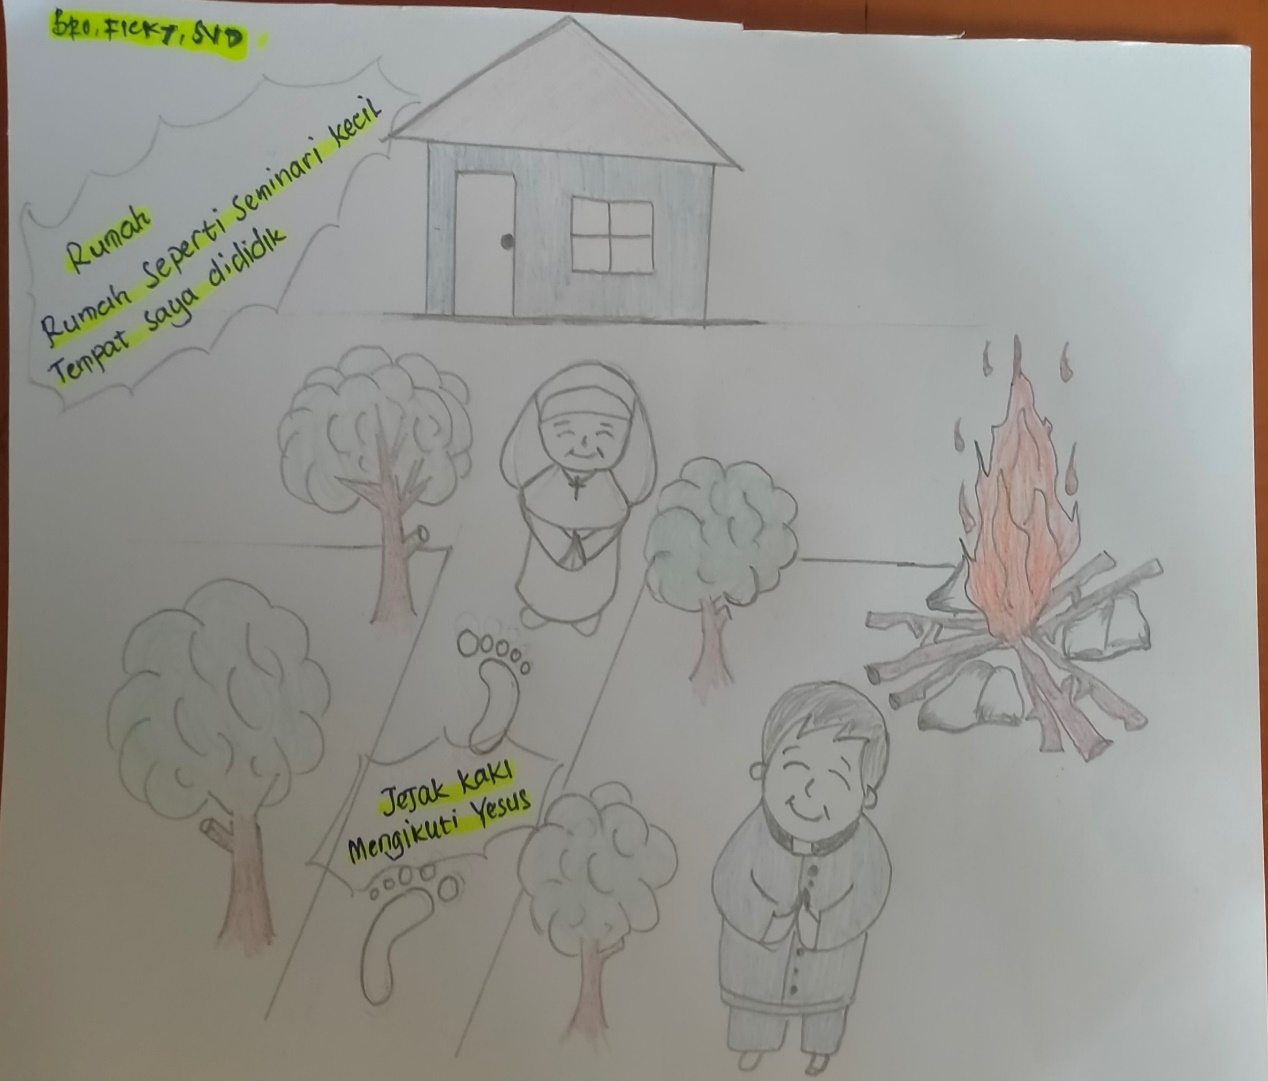 Bro, FICKY, SVD
Rumah
Rumah seperti seminari kecil
Tempat saya dididik
Jejak kaki
Mengikuti Yesus